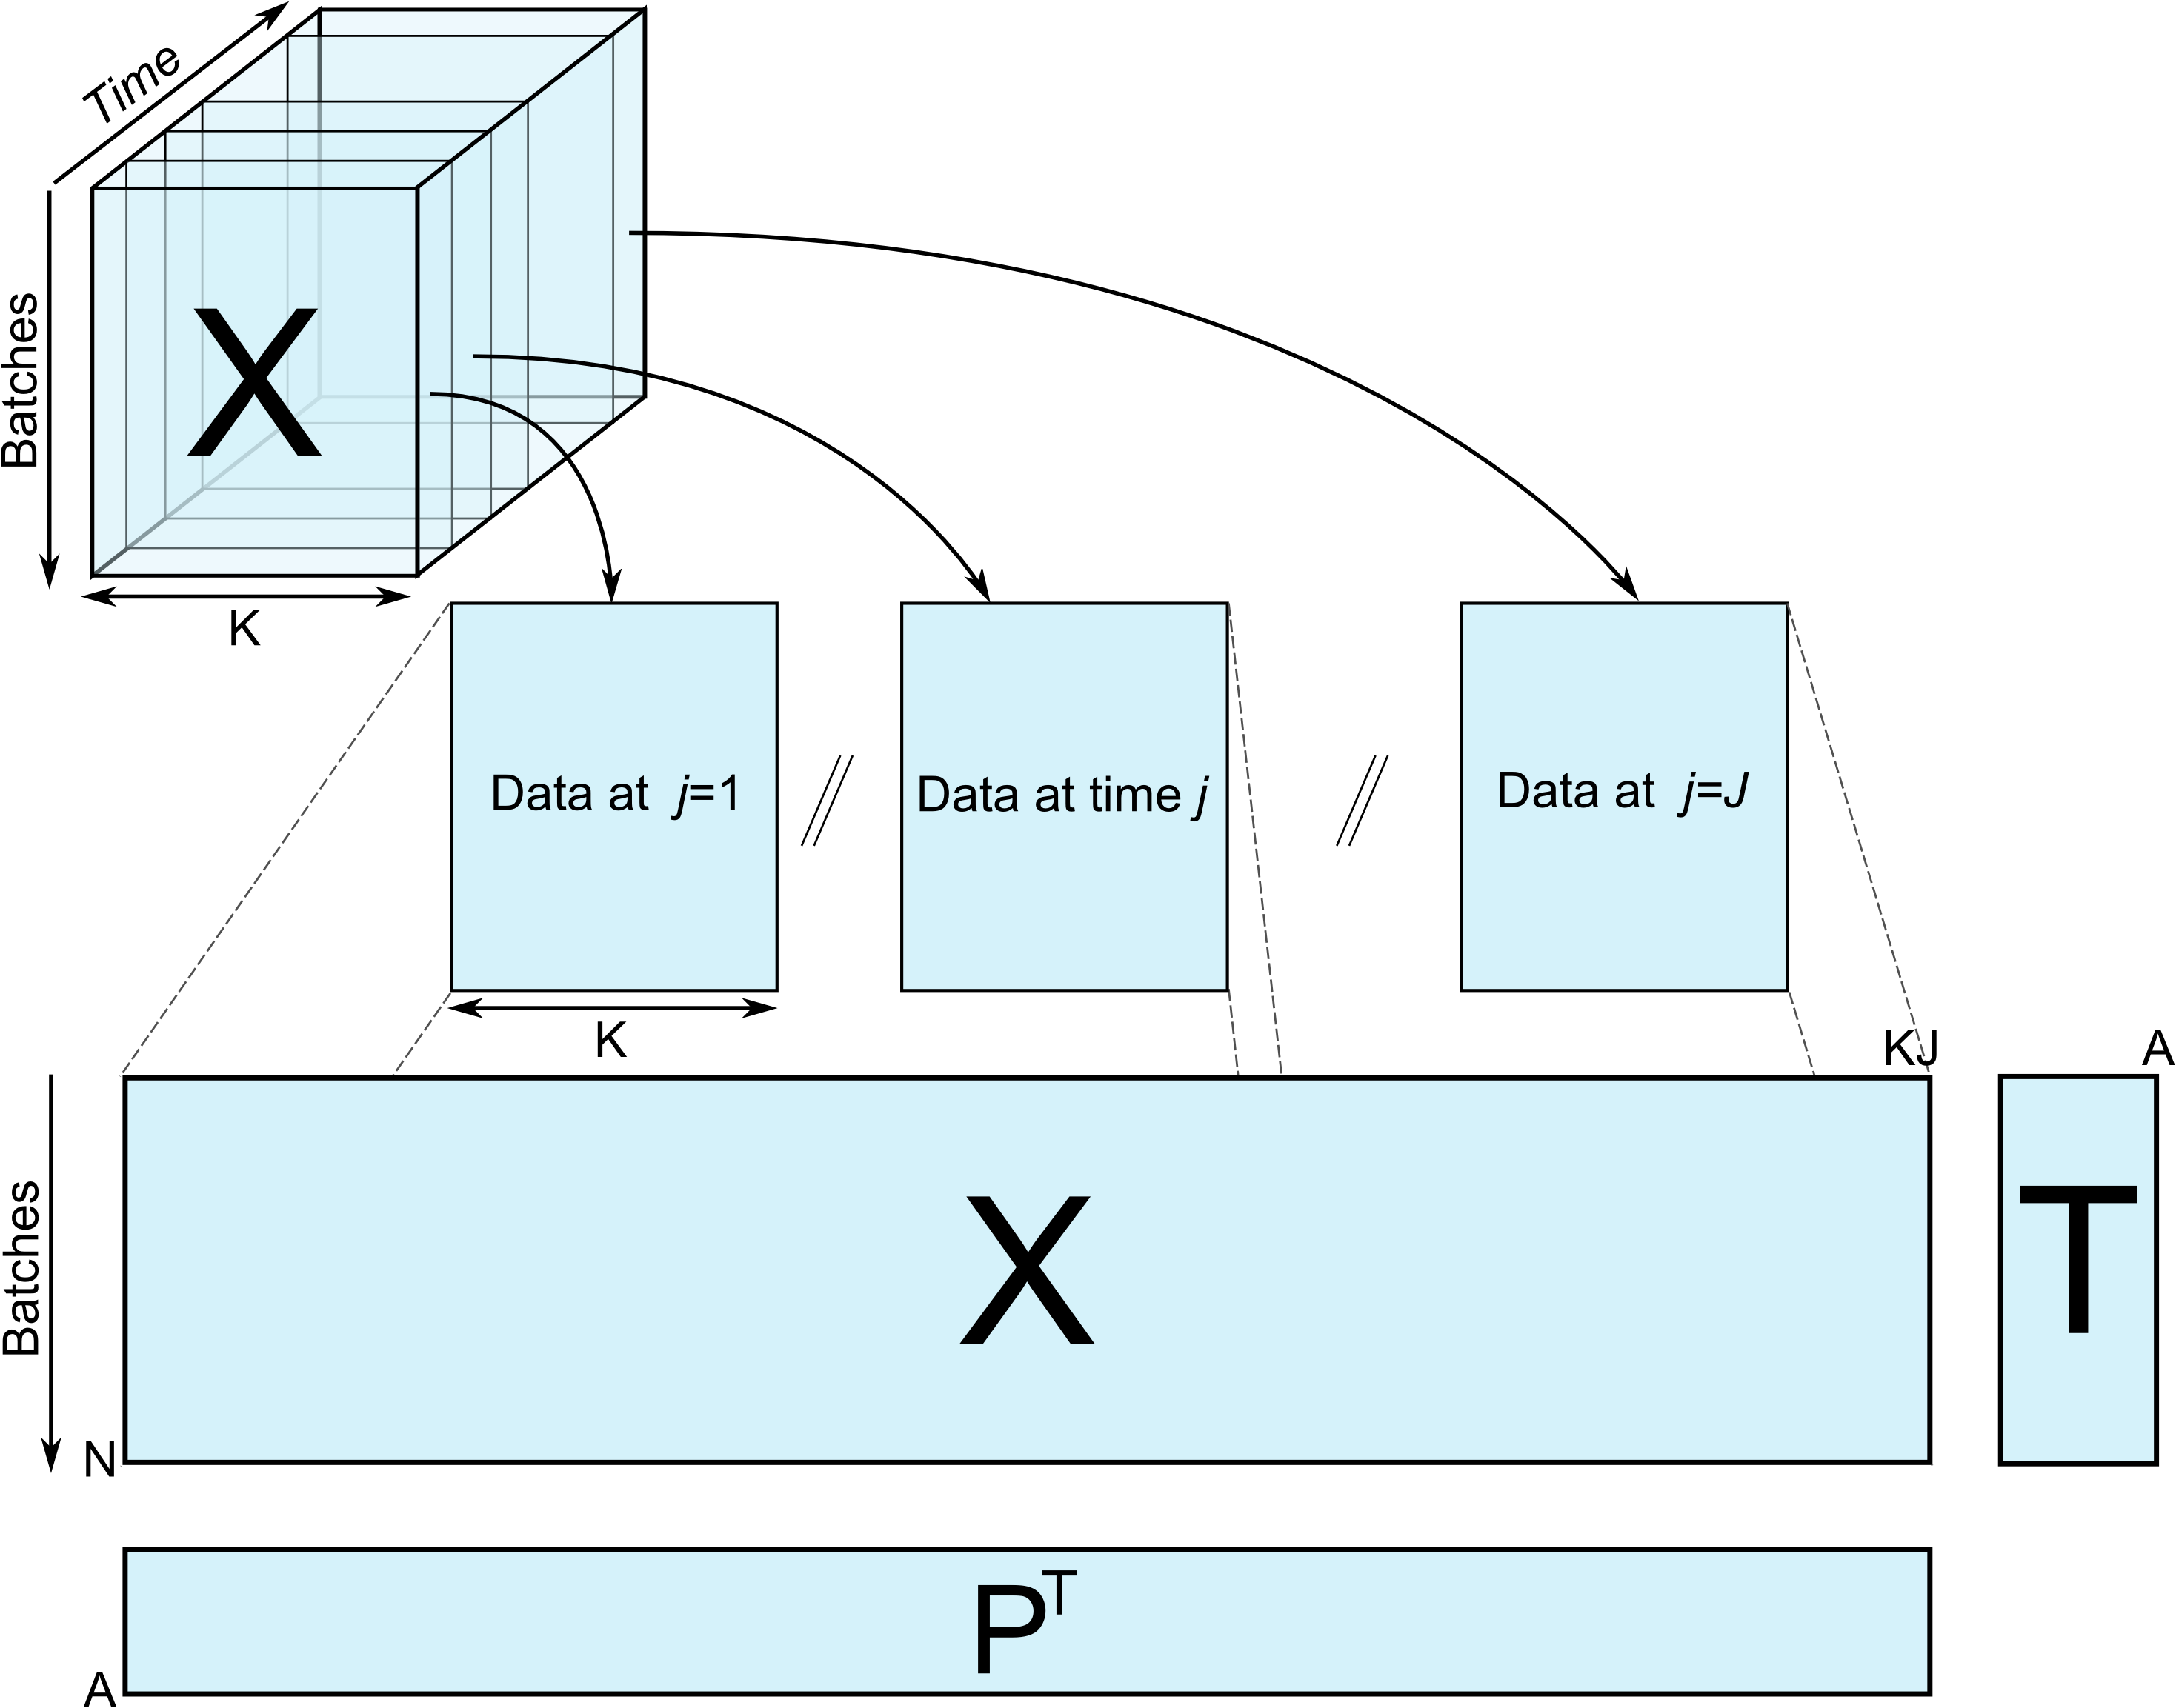 Time
Batches
X
K
Data at j=1
Data at time j
Data at j=J
K
KJ
A
Batches
X
T
N
P^T
A